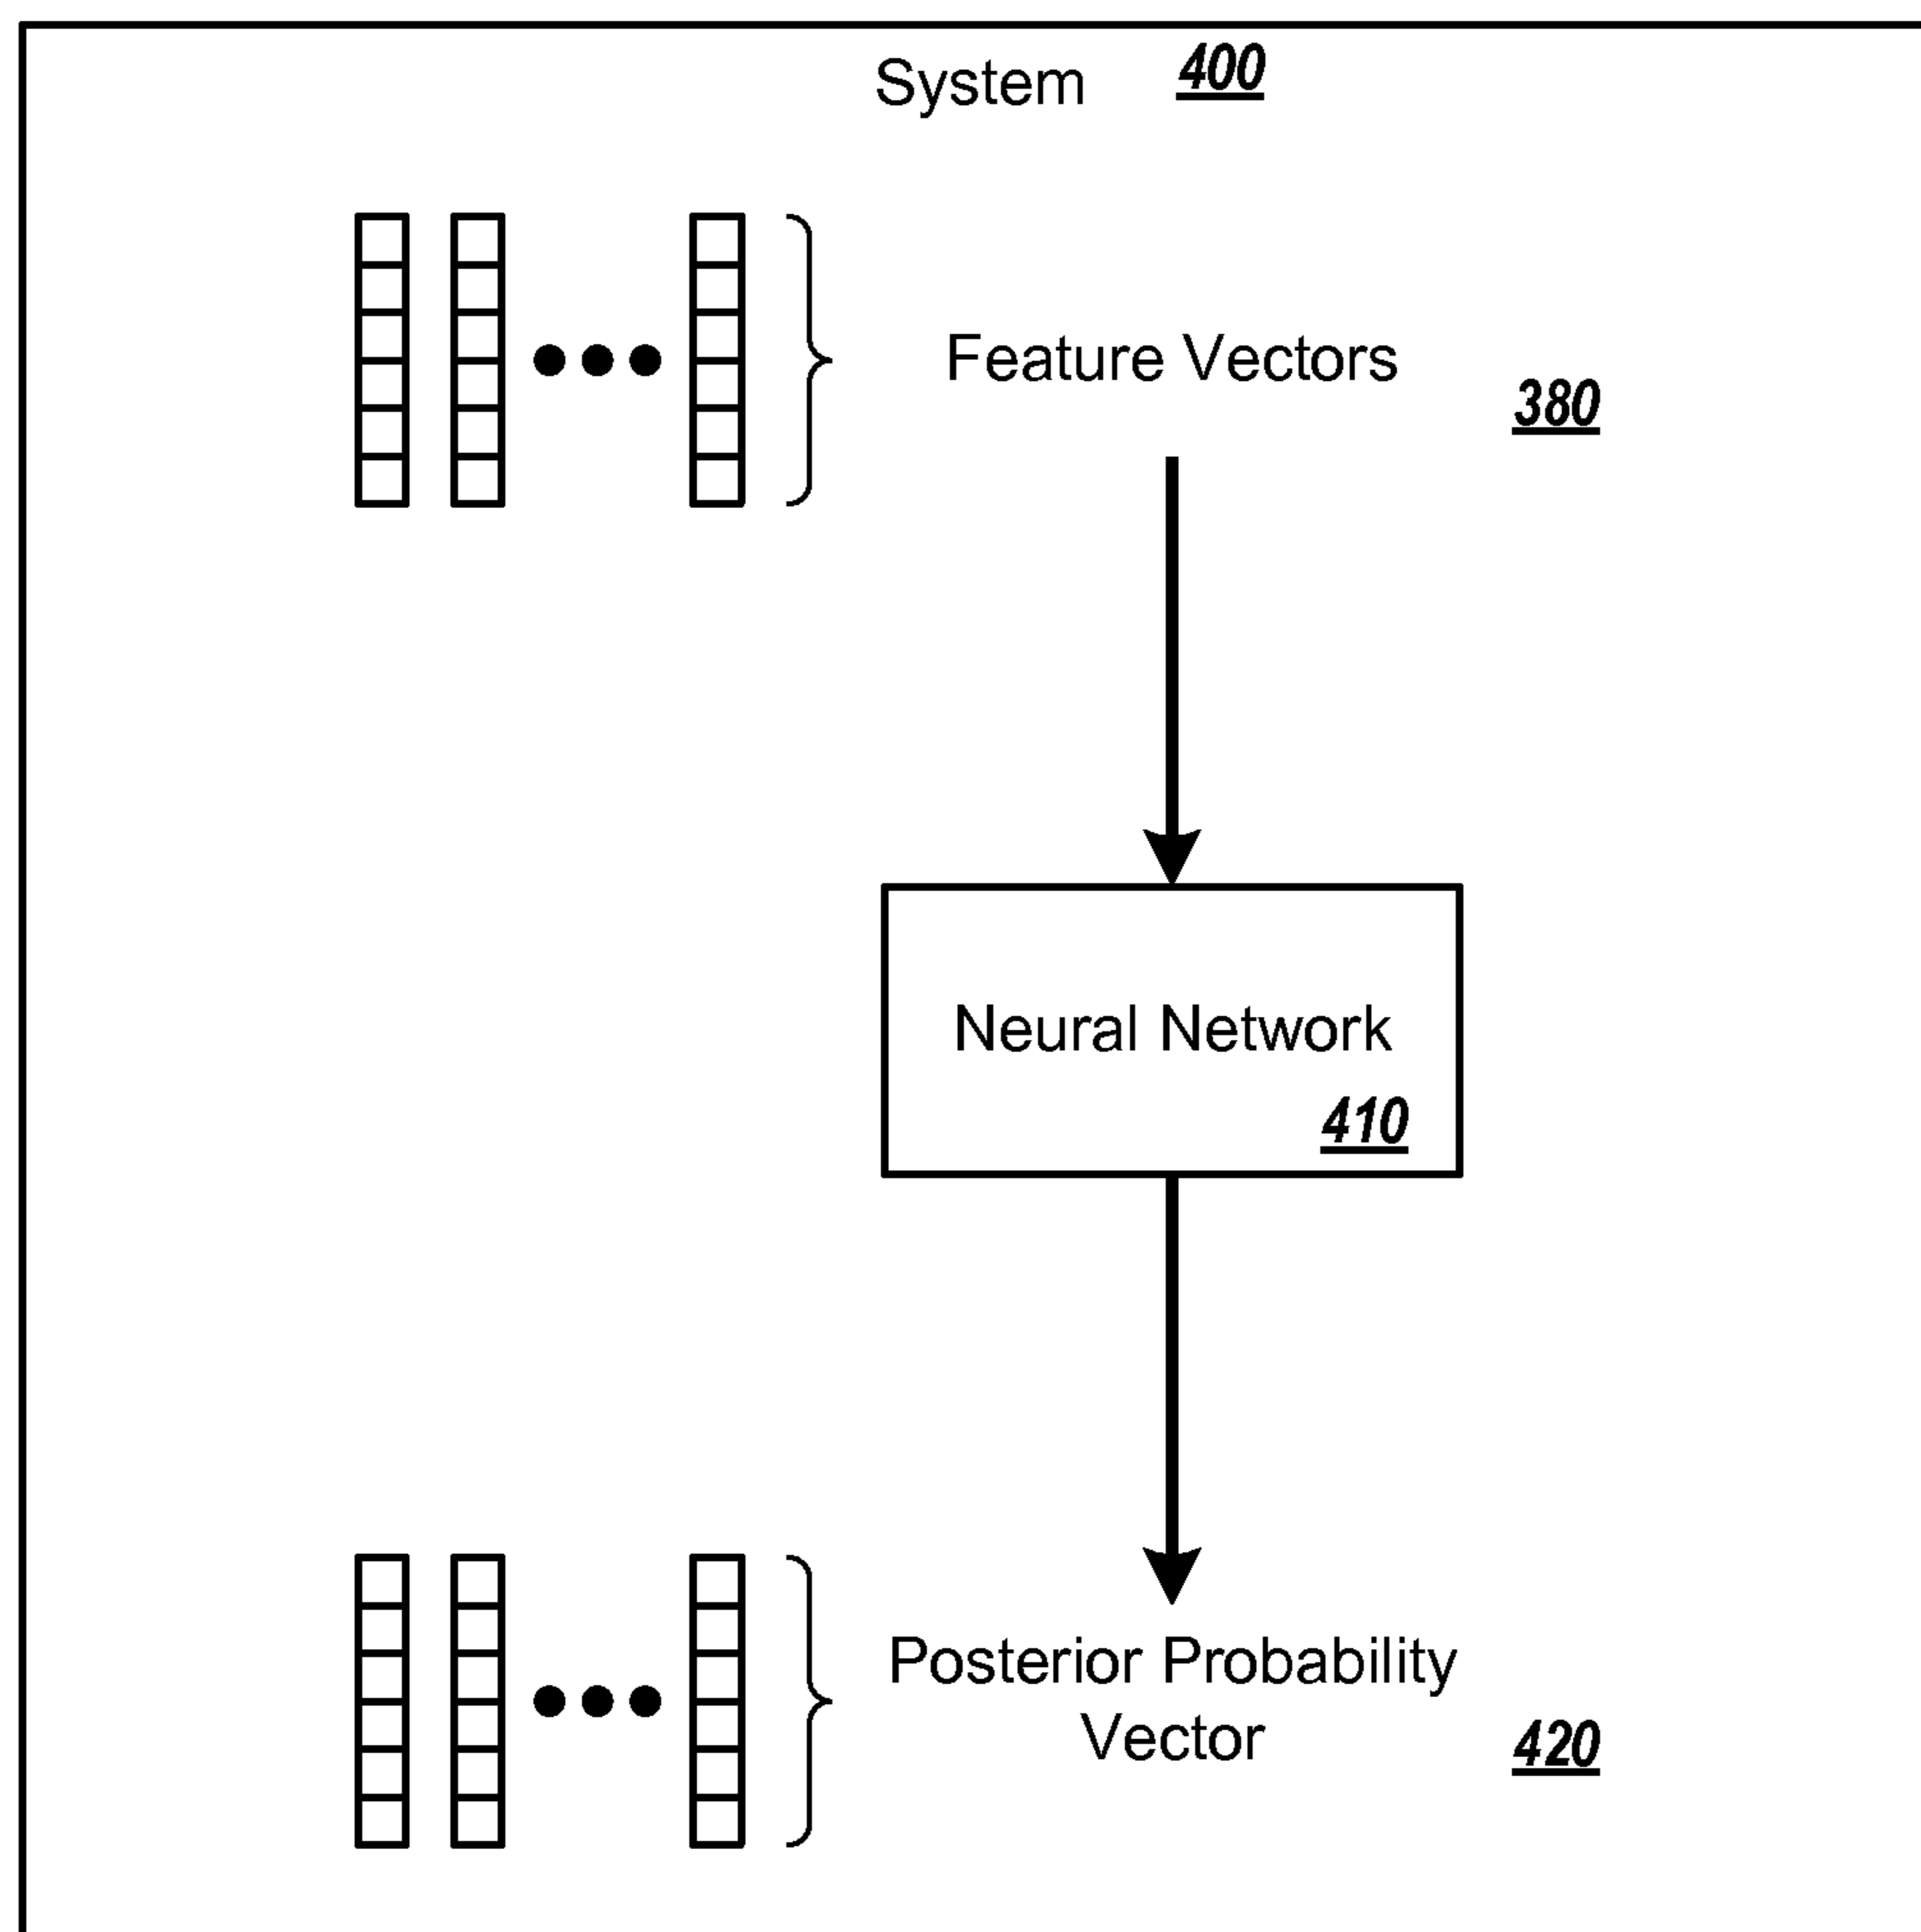 System 400
Feature Vectors
380
Neural Network
410
Posterior Probability
Vector
420